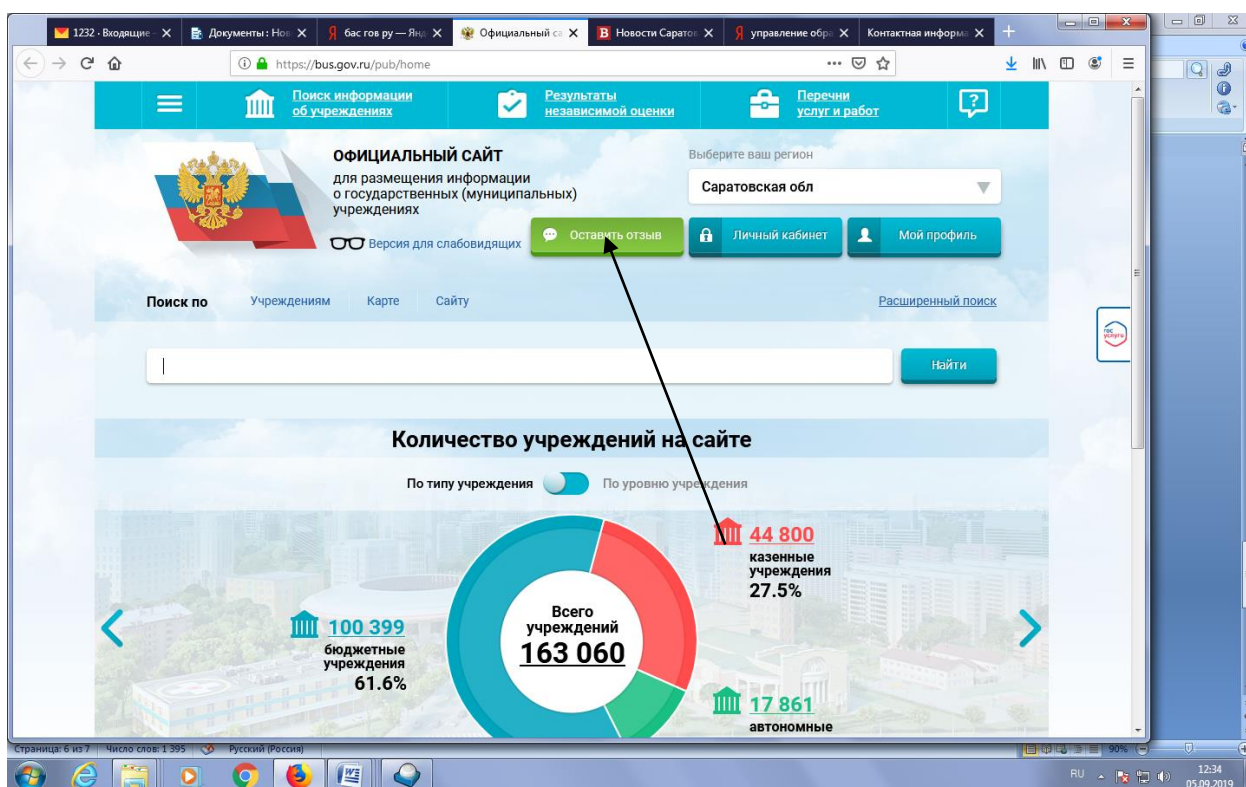 1232 - Входящие -
Документы : Нов
бас гов ру — Янд
Официальный са
Новости Саратов
управление обра
Контактная информа
https://bus.gov.ru/pub/home
Поиск информации
об учреждениях
Результаты
независимой оценки
Перечни
услуг и работ
ОФИЦИАЛЬНЫЙ САЙТ
для размещения информации
о государственных (муниципальных)
учреждениях
Версия для слабовидящих
Выберите ваш регион
Саратовская обл
Оставить отзыв
Личный кабинет
Мой профиль
Поиск по
Учреждениям
Карте
Сайту
Расширенный поиск
гос
услуги
Найти
Количество учреждений на сайте
По типу учреждения
По уровню учреждения
44 800
казенные
учреждения
27.5%
Всего
учреждений
163 060
100 399
бюджетные
учреждения
61.6%
17 861
автономные
Страница: 6 из 7
Число слов: 1 395
Русский (Россия)
90%
RU
12:34
05.09.2019